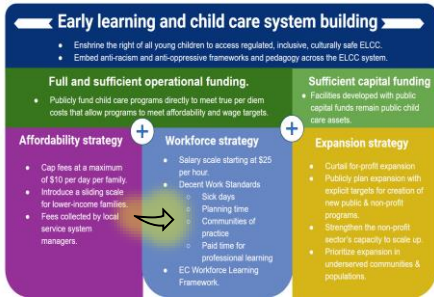 Early learning and child care system building
• Enshrine the right of all young children to access regulated, inclusive, culturally safe ELCC.
• Embed anti-racism and anti-oppressive frameworks and pedagogy across the ELCC system.
Full and sufficient operational funding.
• Publicly fund child care programs directly to meet true per diem
costs that allow programs to meet affordability and wage targets.
Sufficient capital funding
• Facilities developed with public
capital funds remain public child
care assets.
Affordability strategy
• Cap fees at a maximum
of $10 per day per family.
• Introduce a sliding scale
for lower-income families.
• Fees collected by local
service system
managers.
Workforce strategy
• Salary scale starting at $25
per hour.
• Decent Work Standards
○ Sick days
○ Planning time
○ Communities of
practice
○ Paid time for
professional learning
• EC Workforce Learning
Framework.
Expansion strategy
• Curtail for-profit expansion
• Publicly plan expansion with
explicit targets for creation of
new public & non-profit
programs.
• Strengthen the non-profit
sector's capacity to scale up.
• Prioritize expansion in
underserved communities &
populations.